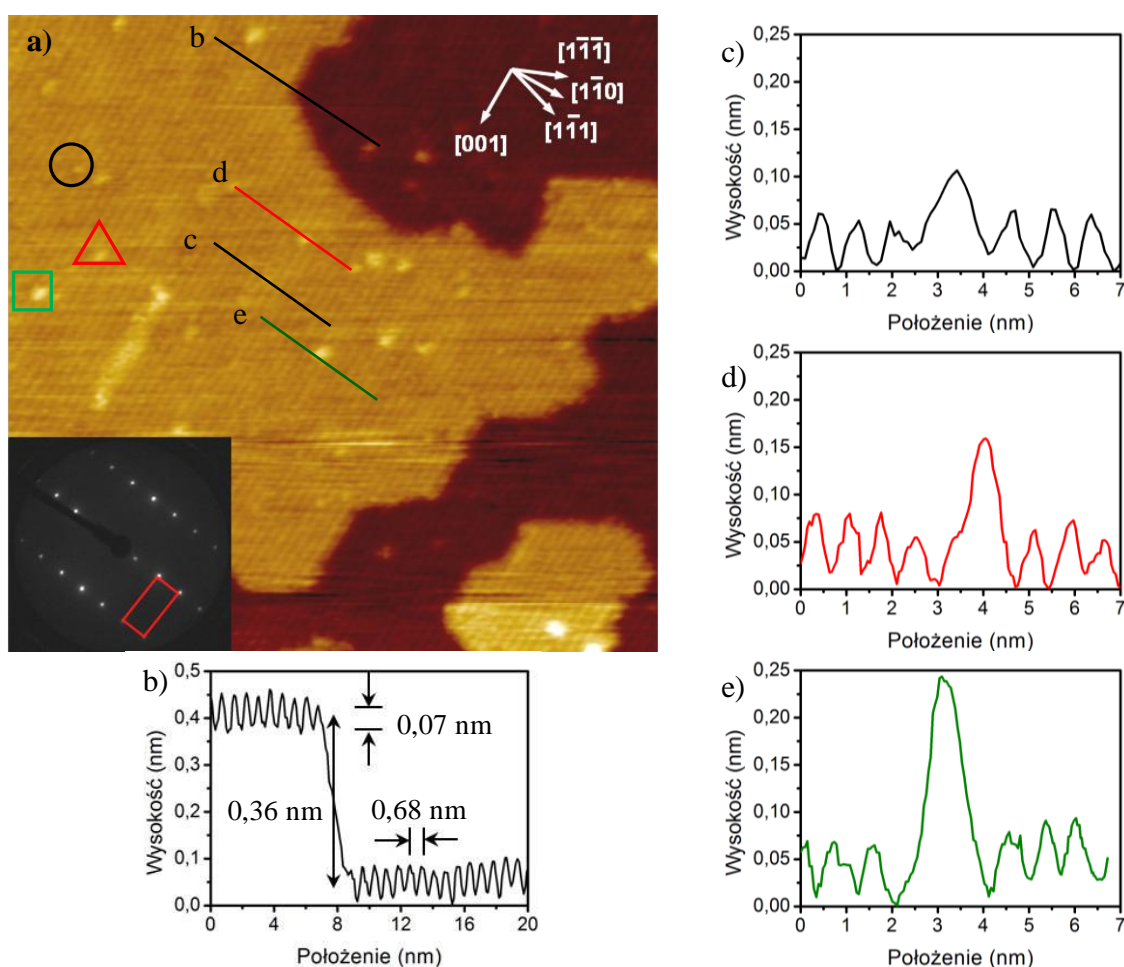 a)
b
[1̄1̄1̄]
[11̄0]
[11̄1]
[001]
d
c
e
b)
0,5
0,4
0,3
0,2
0,1
0,0
0,07 nm
0,36 nm
0,68 nm
Wysokość (nm)
0 4 8 12 16 20
Położenie (nm)
c)
0,25
0,20
0,15
0,10
0,05
0,00
Wysokość (nm)
0 1 2 3 4 5 6 7
Położenie (nm)
d)
0,25
0,20
0,15
0,10
0,05
0,00
Wysokość (nm)
0 1 2 3 4 5 6 7
Położenie (nm)
e)
0,25
0,20
0,15
0,10
0,05
0,00
Wysokość (nm)
0 1 2 3 4 5 6 7
Położenie (nm)